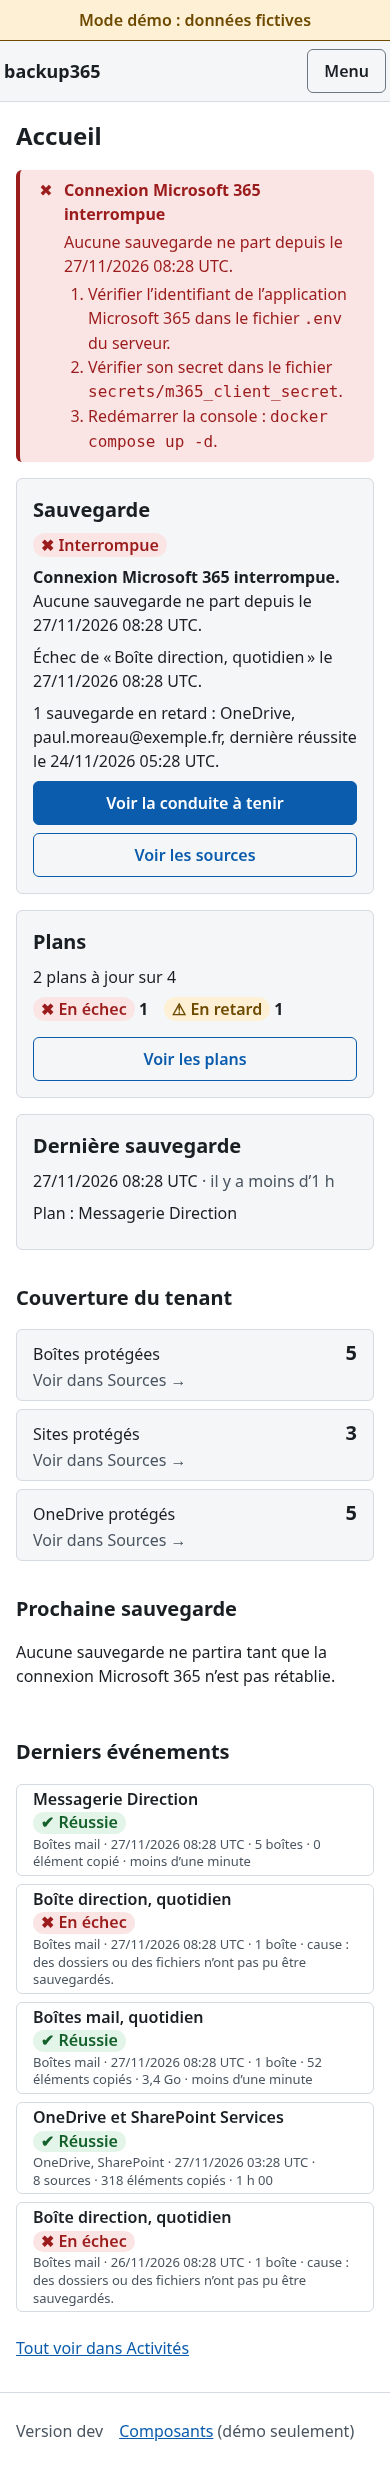 Mode démo : données fictives
backup365
Menu
Accueil
✖ Connexion Microsoft 365
interrompue
Aucune sauvegarde ne part depuis le
27/11/2026 08:28 UTC.
1. Vérifier l’identifiant de l’application
Microsoft 365 dans le fichier .env
du serveur.
2. Vérifier son secret dans le fichier
secrets/m365_client_secret.
3. Redémarrer la console : docker
compose up -d.
Sauvegarde
✖ Interrompue
Connexion Microsoft 365 interrompue.
Aucune sauvegarde ne part depuis le
27/11/2026 08:28 UTC.
Échec de « Boîte direction, quotidien » le
27/11/2026 08:28 UTC.
1 sauvegarde en retard : OneDrive,
paul.moreau@exemple.fr, dernière réussite
le 24/11/2026 05:28 UTC.
Voir la conduite à tenir
Voir les sources
Plans
2 plans à jour sur 4
✖ En échec 1 ⚠ En retard 1
Voir les plans
Dernière sauvegarde
27/11/2026 08:28 UTC · il y a moins d’1 h
Plan : Messagerie Direction
Couverture du tenant
Boîtes protégées 5
Voir dans Sources →
Sites protégés 3
Voir dans Sources →
OneDrive protégés 5
Voir dans Sources →
Prochaine sauvegarde
Aucune sauvegarde ne partira tant que la
connexion Microsoft 365 n’est pas rétablie.
Derniers événements
Messagerie Direction
✔ Réussie
Boîtes mail · 27/11/2026 08:28 UTC · 5 boîtes · 0
élément copié · moins d’une minute
Boîte direction, quotidien
✖ En échec
Boîtes mail · 27/11/2026 08:28 UTC · 1 boîte · cause :
des dossiers ou des fichiers n’ont pas pu être
sauvegardés.
Boîtes mail, quotidien
✔ Réussie
Boîtes mail · 27/11/2026 08:28 UTC · 1 boîte · 52
éléments copiés · 3,4 Go · moins d’une minute
OneDrive et SharePoint Services
✔ Réussie
OneDrive, SharePoint · 27/11/2026 03:28 UTC ·
8 sources · 318 éléments copiés · 1 h 00
Boîte direction, quotidien
✖ En échec
Boîtes mail · 26/11/2026 08:28 UTC · 1 boîte · cause :
des dossiers ou des fichiers n’ont pas pu être
sauvegardés.
Tout voir dans Activités
Version dev Composants (démo seulement)